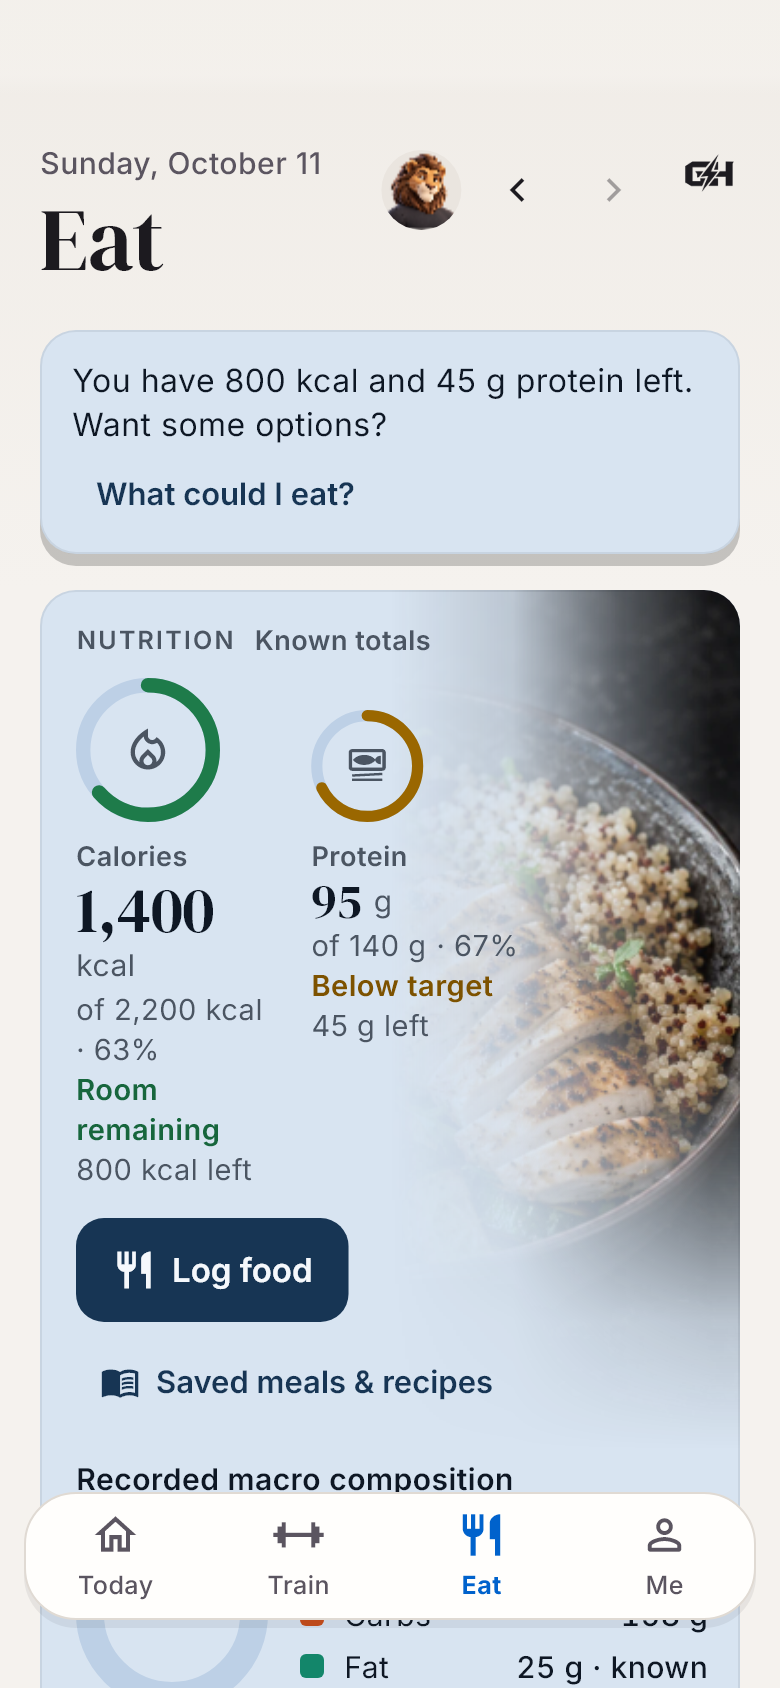 Sunday, October 11
Eat
GH
You have 800 kcal and 45 g protein left.
Want some options?
What could I eat?
NUTRITION Known totals
Calories
1,400
kcal
of 2,200 kcal
· 63%
Room
remaining
800 kcal left
Protein
95 g
of 140 g · 67%
Below target
45 g left
Log food
Saved meals & recipes
Recorded macro composition
Carbs
Fat 25 g · known
Today Train Eat Me